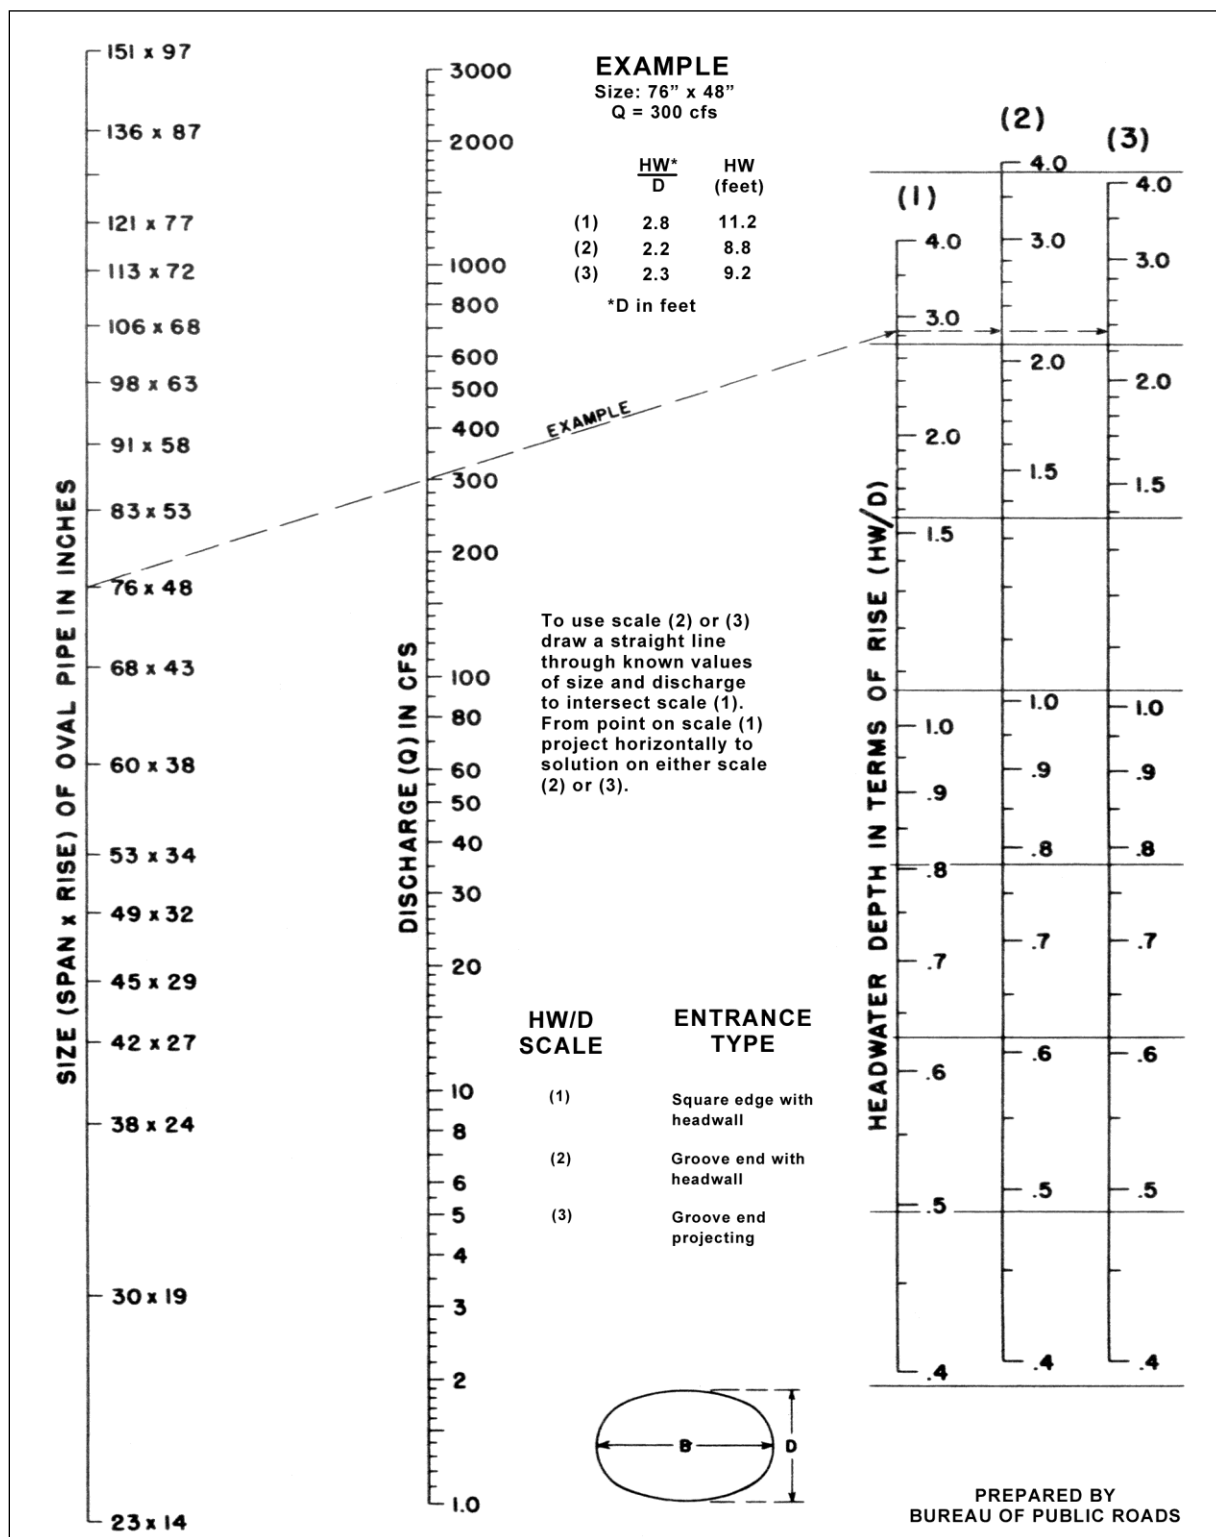 151 x 97
136 x 87
121 x 77
113 x 72
106 x 68
98 x 63
91 x 58
83 x 53
76 x 48
68 x 43
60 x 38
53 x 34
49 x 32
45 x 29
42 x 27
38 x 24
30 x 19
23 x 14
SIZE (SPAN x RISE) OF OVAL PIPE IN INCHES
3000
2000
1000
800
600
500
400
300
200
100
80
60
50
40
30
20
10
8
6
5
4
3
2
1.0
DISCHARGE (Q) IN CFS
EXAMPLE
Size: 76” x 48”
Q = 300 cfs
HW* HW
D (feet)
(1) 2.8 11.2
(2) 2.2 8.8
(3) 2.3 9.2
*D in feet
EXAMPLE
To use scale (2) or (3)
draw a straight line
through known values
of size and discharge
to intersect scale (1).
From point on scale (1)
project horizontally to
solution on either scale
(2) or (3).
HW/D ENTRANCE
SCALE TYPE
(1) Square edge with
headwall
(2) Groove end with
headwall
(3) Groove end
projecting
B
D
HEADWATER DEPTH IN TERMS OF RISE (HW/D)
(1)
4.0
3.0
2.0
1.5
1.0
.9
.8
.7
.6
.5
.4
(2)
4.0
3.0
2.0
1.5
1.0
.9
.8
.7
.6
.5
.4
(3)
4.0
3.0
2.0
1.5
1.0
.9
.8
.7
.6
.5
.4
PREPARED BY
BUREAU OF PUBLIC ROADS